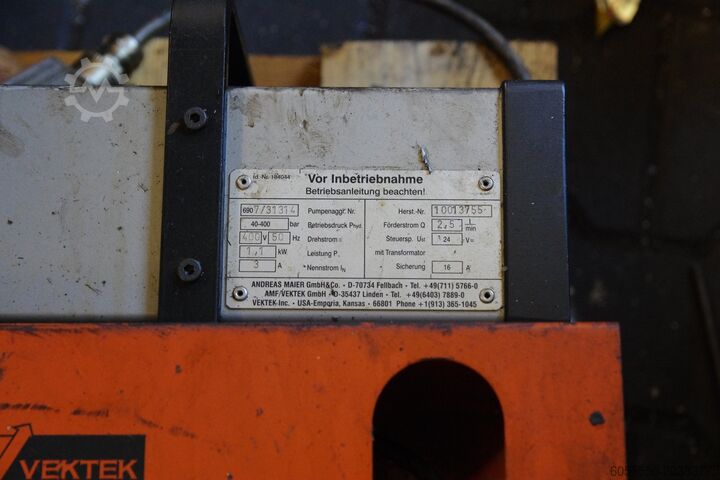 Id.-Nr. 184044
Vor Inbetriebnahme
Betriebsanleitung beachten!
6907/31314 Pumpenaggr. Nr. Herst.-Nr. 10013755
40-400 bar Betriebsdruck Förderstrom Q 2,5 l/min
400 V 50 Hz Drehstrom Steuersp. 24 V
1,1 kW Leistung P mit Transformator
3 A Nennstrom IN Sicherung 16 A
ANDREAS MAIER GmbH&Co. · D-70734 Fellbach · Tel. +49(711) 5766-0
AMF/VEKTEK GmbH · D-35437 Linden · Tel. +49(6403) 7889-0
VEKTEK-Inc. · USA-Emporia, Kansas · 66801 Phone +1(913) 365-1045
VEKTEK